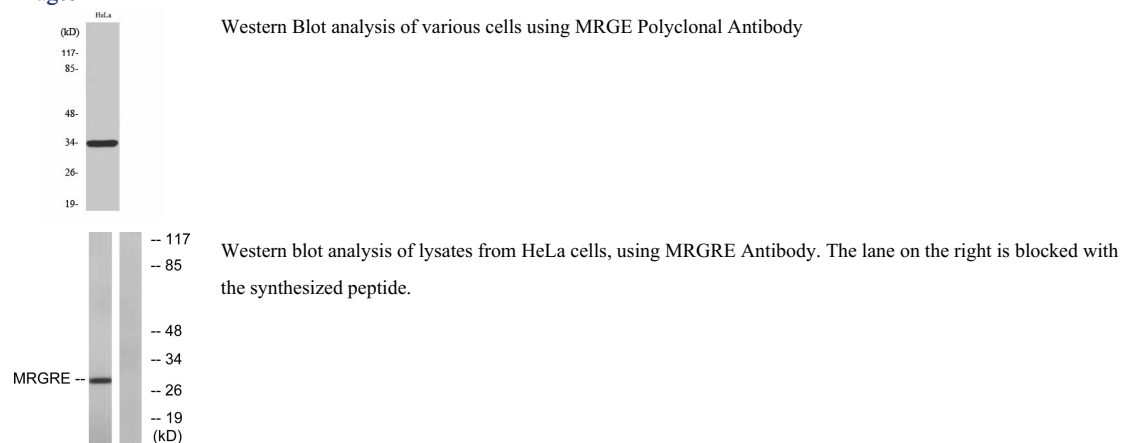 HeLa
(kD)
117-
85-
48-
34-
26-
19-
Western Blot analysis of various cells using MRGE Polyclonal Antibody
-- 117
-- 85
-- 48
-- 34
MRGRE --
-- 26
-- 19
(kD)
Western blot analysis of lysates from HeLa cells, using MRGRE Antibody. The lane on the right is blocked with
the synthesized peptide.